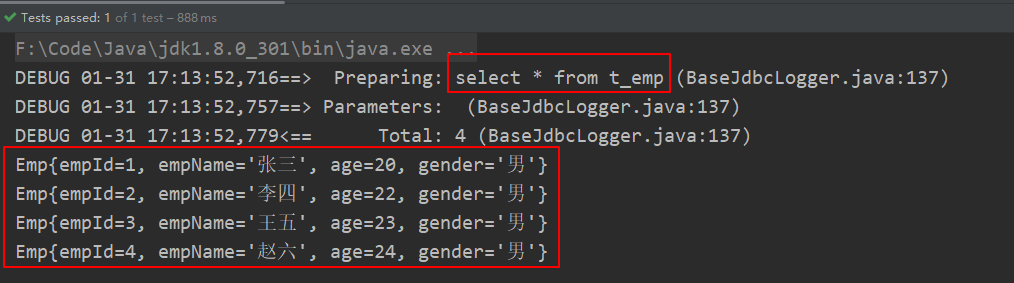 Tests passed: 1 of 1 test – 888 ms
F:\Code\Java\jdk1.8.0_301\bin\java.exe ...
DEBUG 01-31 17:13:52,716==>  Preparing: select * from t_emp (BaseJdbcLogger.java:137)
DEBUG 01-31 17:13:52,757==> Parameters:  (BaseJdbcLogger.java:137)
DEBUG 01-31 17:13:52,779<==      Total: 4 (BaseJdbcLogger.java:137)
Emp{empId=1, empName='张三', age=20, gender='男'}
Emp{empId=2, empName='李四', age=22, gender='男'}
Emp{empId=3, empName='王五', age=23, gender='男'}
Emp{empId=4, empName='赵六', age=24, gender='男'}